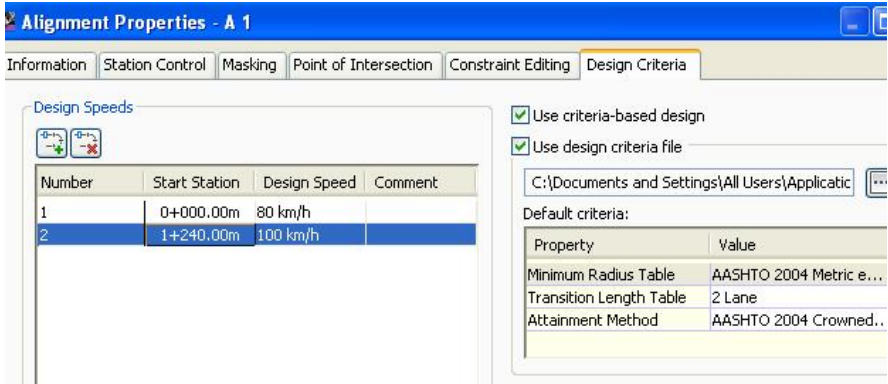 Alignment Properties - A 1
Information Station Control Masking Point of Intersection Constraint Editing Design Criteria
Design Speeds
Number Start Station Design Speed Comment
1 0+000.00m 80 km/h
2 1+240.00m 100 km/h
Use criteria-based design
Use design criteria file
C:\Documents and Settings\All Users\Applicatic ...
Default criteria:
Property Value
Minimum Radius Table AASHTO 2004 Metric e...
Transition Length Table 2 Lane
Attainment Method AASHTO 2004 Crowned..